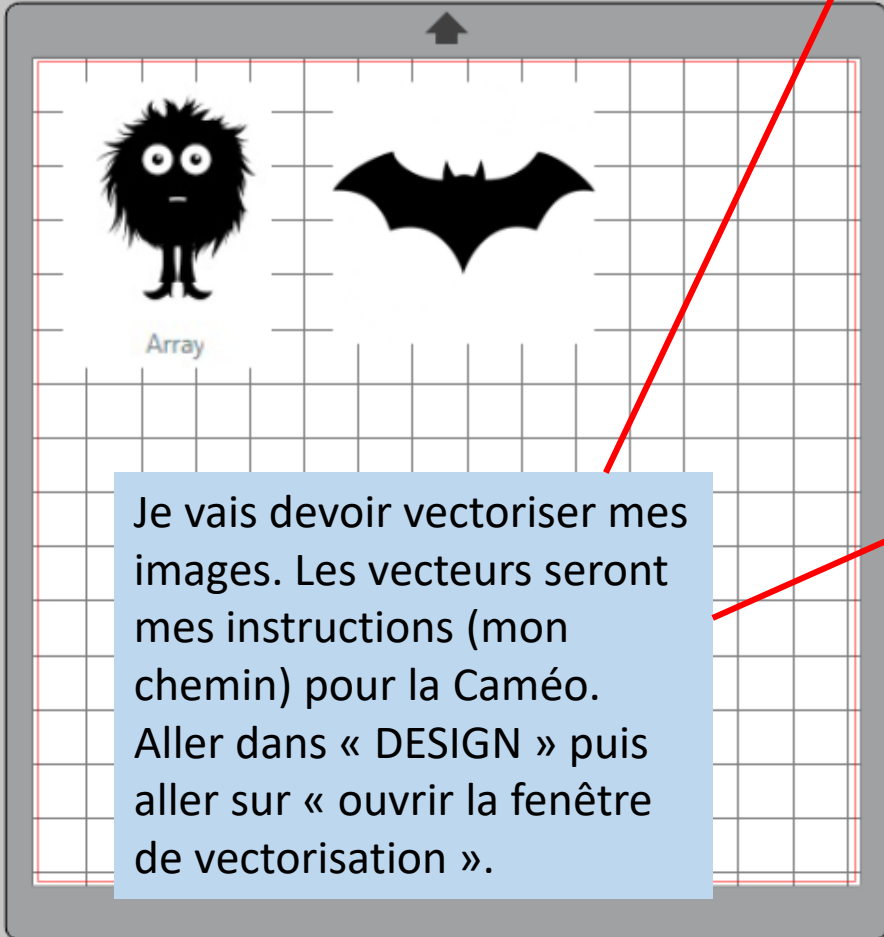 Array
Je vais devoir vectoriser mes
images. Les vecteurs seront
mes instructions (mon
chemin) pour la Caméo.
Aller dans « DESIGN » puis
aller sur « ouvrir la fenêtre
de vectorisation ».